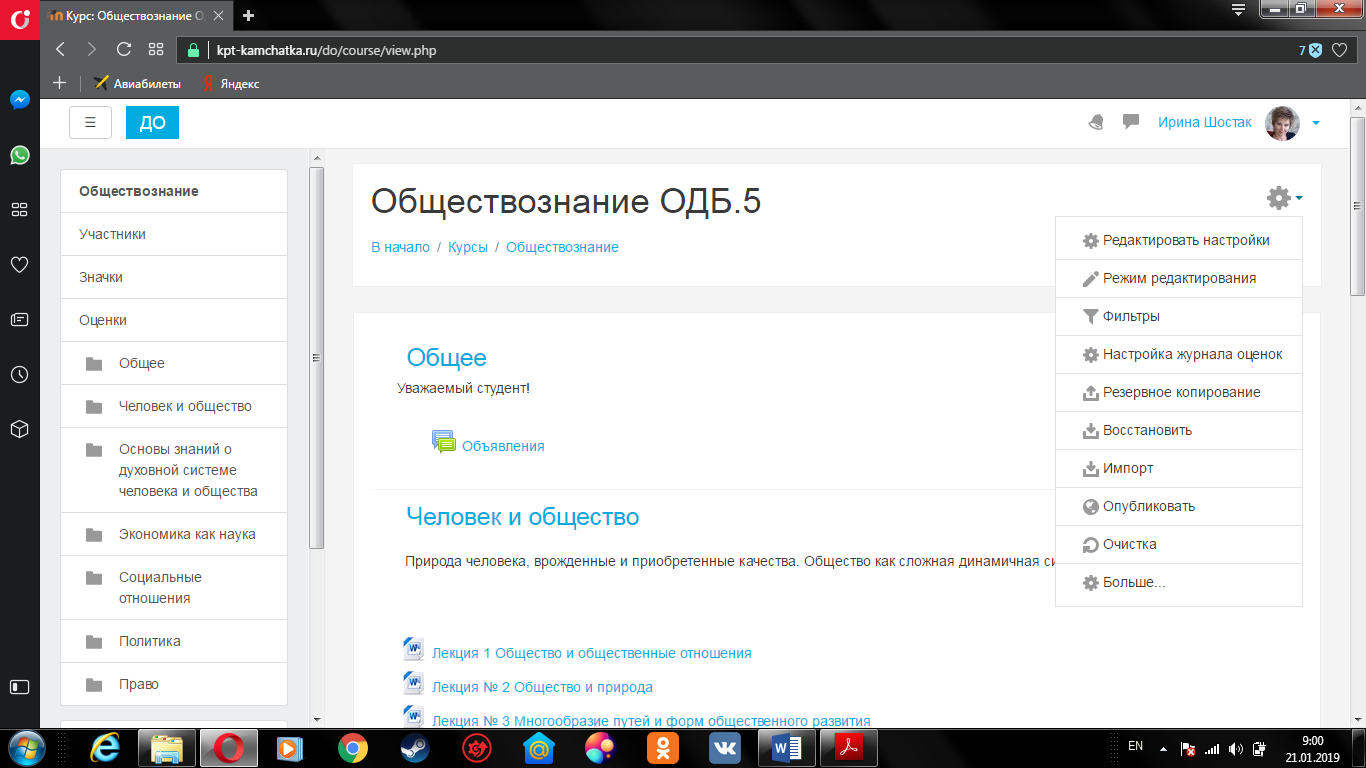 Курс: Обществознание О
kpt-kamchatka.ru/do/course/view.php
7
Авиабилеты
Яндекс
ДО
Ирина Шостак
Обществознание
Участники
Значки
Оценки
Общее
Человек и общество
Основы знаний о
духовной системе
человека и общества
Экономика как наука
Социальные
отношения
Политика
Право
Обществознание ОДБ.5
В начало / Курсы / Обществознание
Редактировать настройки
Режим редактирования
Фильтры
Настройка журнала оценок
Резервное копирование
Восстановить
Импорт
Опубликовать
Очистка
Больше...
Общее
Уважаемый студент!
Объявления
Человек и общество
Природа человека, врожденные и приобретенные качества. Общество как сложная динамичная си
Лекция 1 Общество и общественные отношения
Лекция № 2 Общество и природа
Лекция № 3 Многообразие путей и форм общественного развития
EN
9:00
21.01.2019